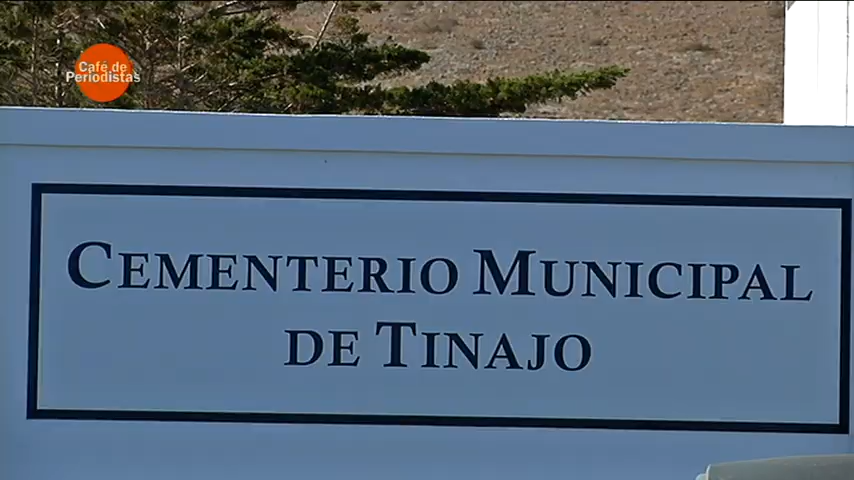 Café de
Periodistas
CEMENTERIO MUNICIPAL
DE TINAJO